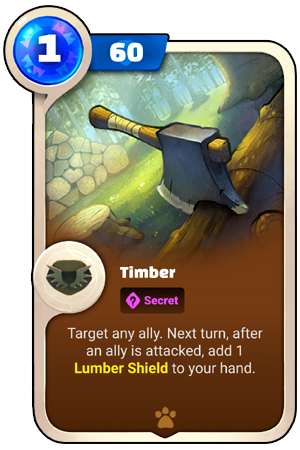 1
60
Timber
Secret
Target any ally. Next turn, after
an ally is attacked, add 1
Lumber Shield to your hand.